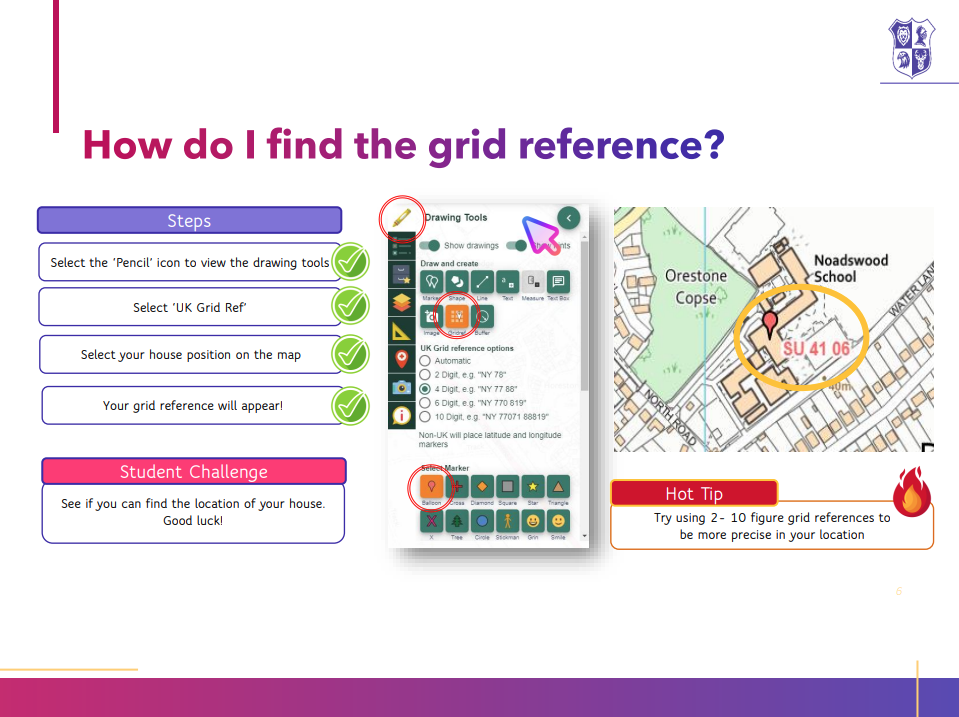 How do I find the grid reference?
Steps
Select the ‘Pencil’ icon to view the drawing tools
Select ‘UK Grid Ref’
Select your house position on the map
Your grid reference will appear!
Student Challenge
See if you can find the location of your house.
Good luck!
Drawing Tools
Show drawings
Draw and create
Marker Shape Line Text Measure Text Box
Image Gridref Buffer
UK Grid reference options
Automatic
2 Digit, e.g. "NY 78"
4 Digit, e.g. "NY 77 88"
6 Digit, e.g. "NY 770 819"
10 Digit, e.g. "NY 77071 88819"
Non-UK will place latitude and longitude
markers
Select Marker
Balloon Cross Diamond Square Star Triangle
X Tree Circle Stickman Grin Smile
Noadswood
School
Orestone
Copse
WATER LAN
SU 41 06
40m
NORTH ROAD
Hot Tip
Try using 2- 10 figure grid references to
be more precise in your location
6